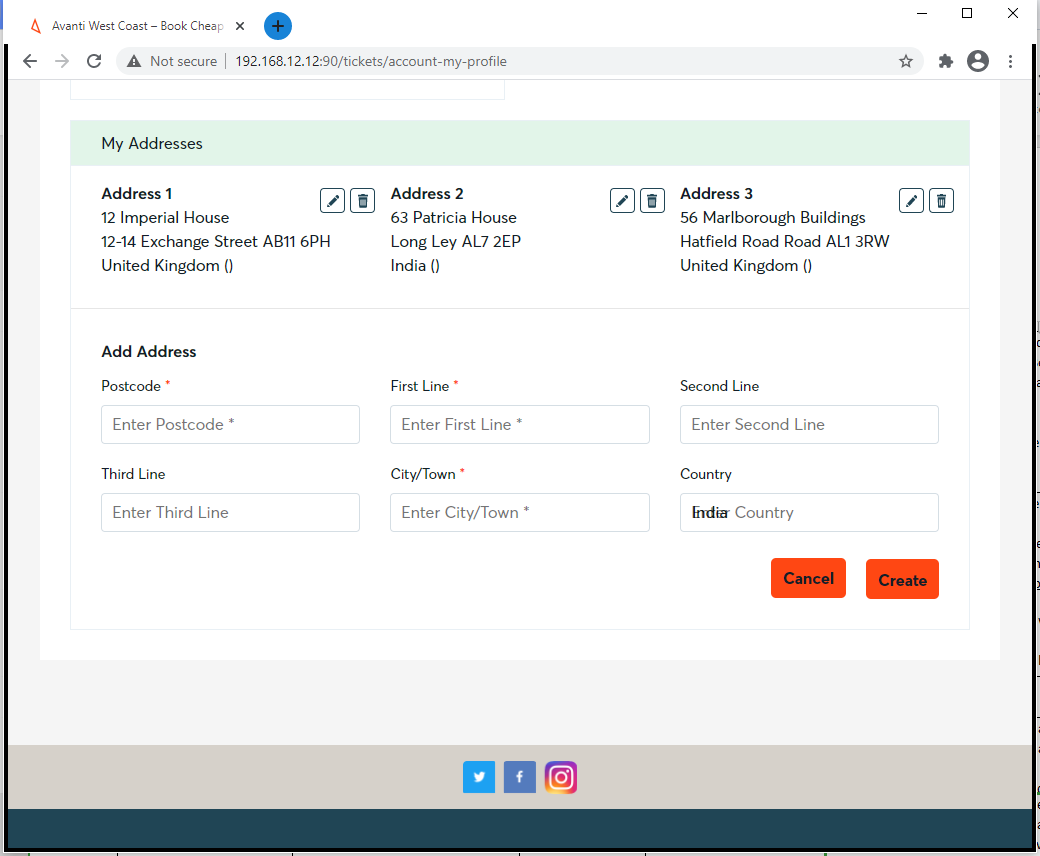 Avanti West Coast – Book Cheap
Not secure
192.168.12.12:90/tickets/account-my-profile
My Addresses
Address 1
12 Imperial House
12-14 Exchange Street AB11 6PH
United Kingdom ()
Address 2
63 Patricia House
Long Ley AL7 2EP
India ()
Address 3
56 Marlborough Buildings
Hatfield Road Road AL1 3RW
United Kingdom ()
Add Address
Postcode *
Enter Postcode *
First Line *
Enter First Line *
Second Line
Enter Second Line
Third Line
Enter Third Line
City/Town *
Enter City/Town *
Country
India
Enter Country
Cancel
Create